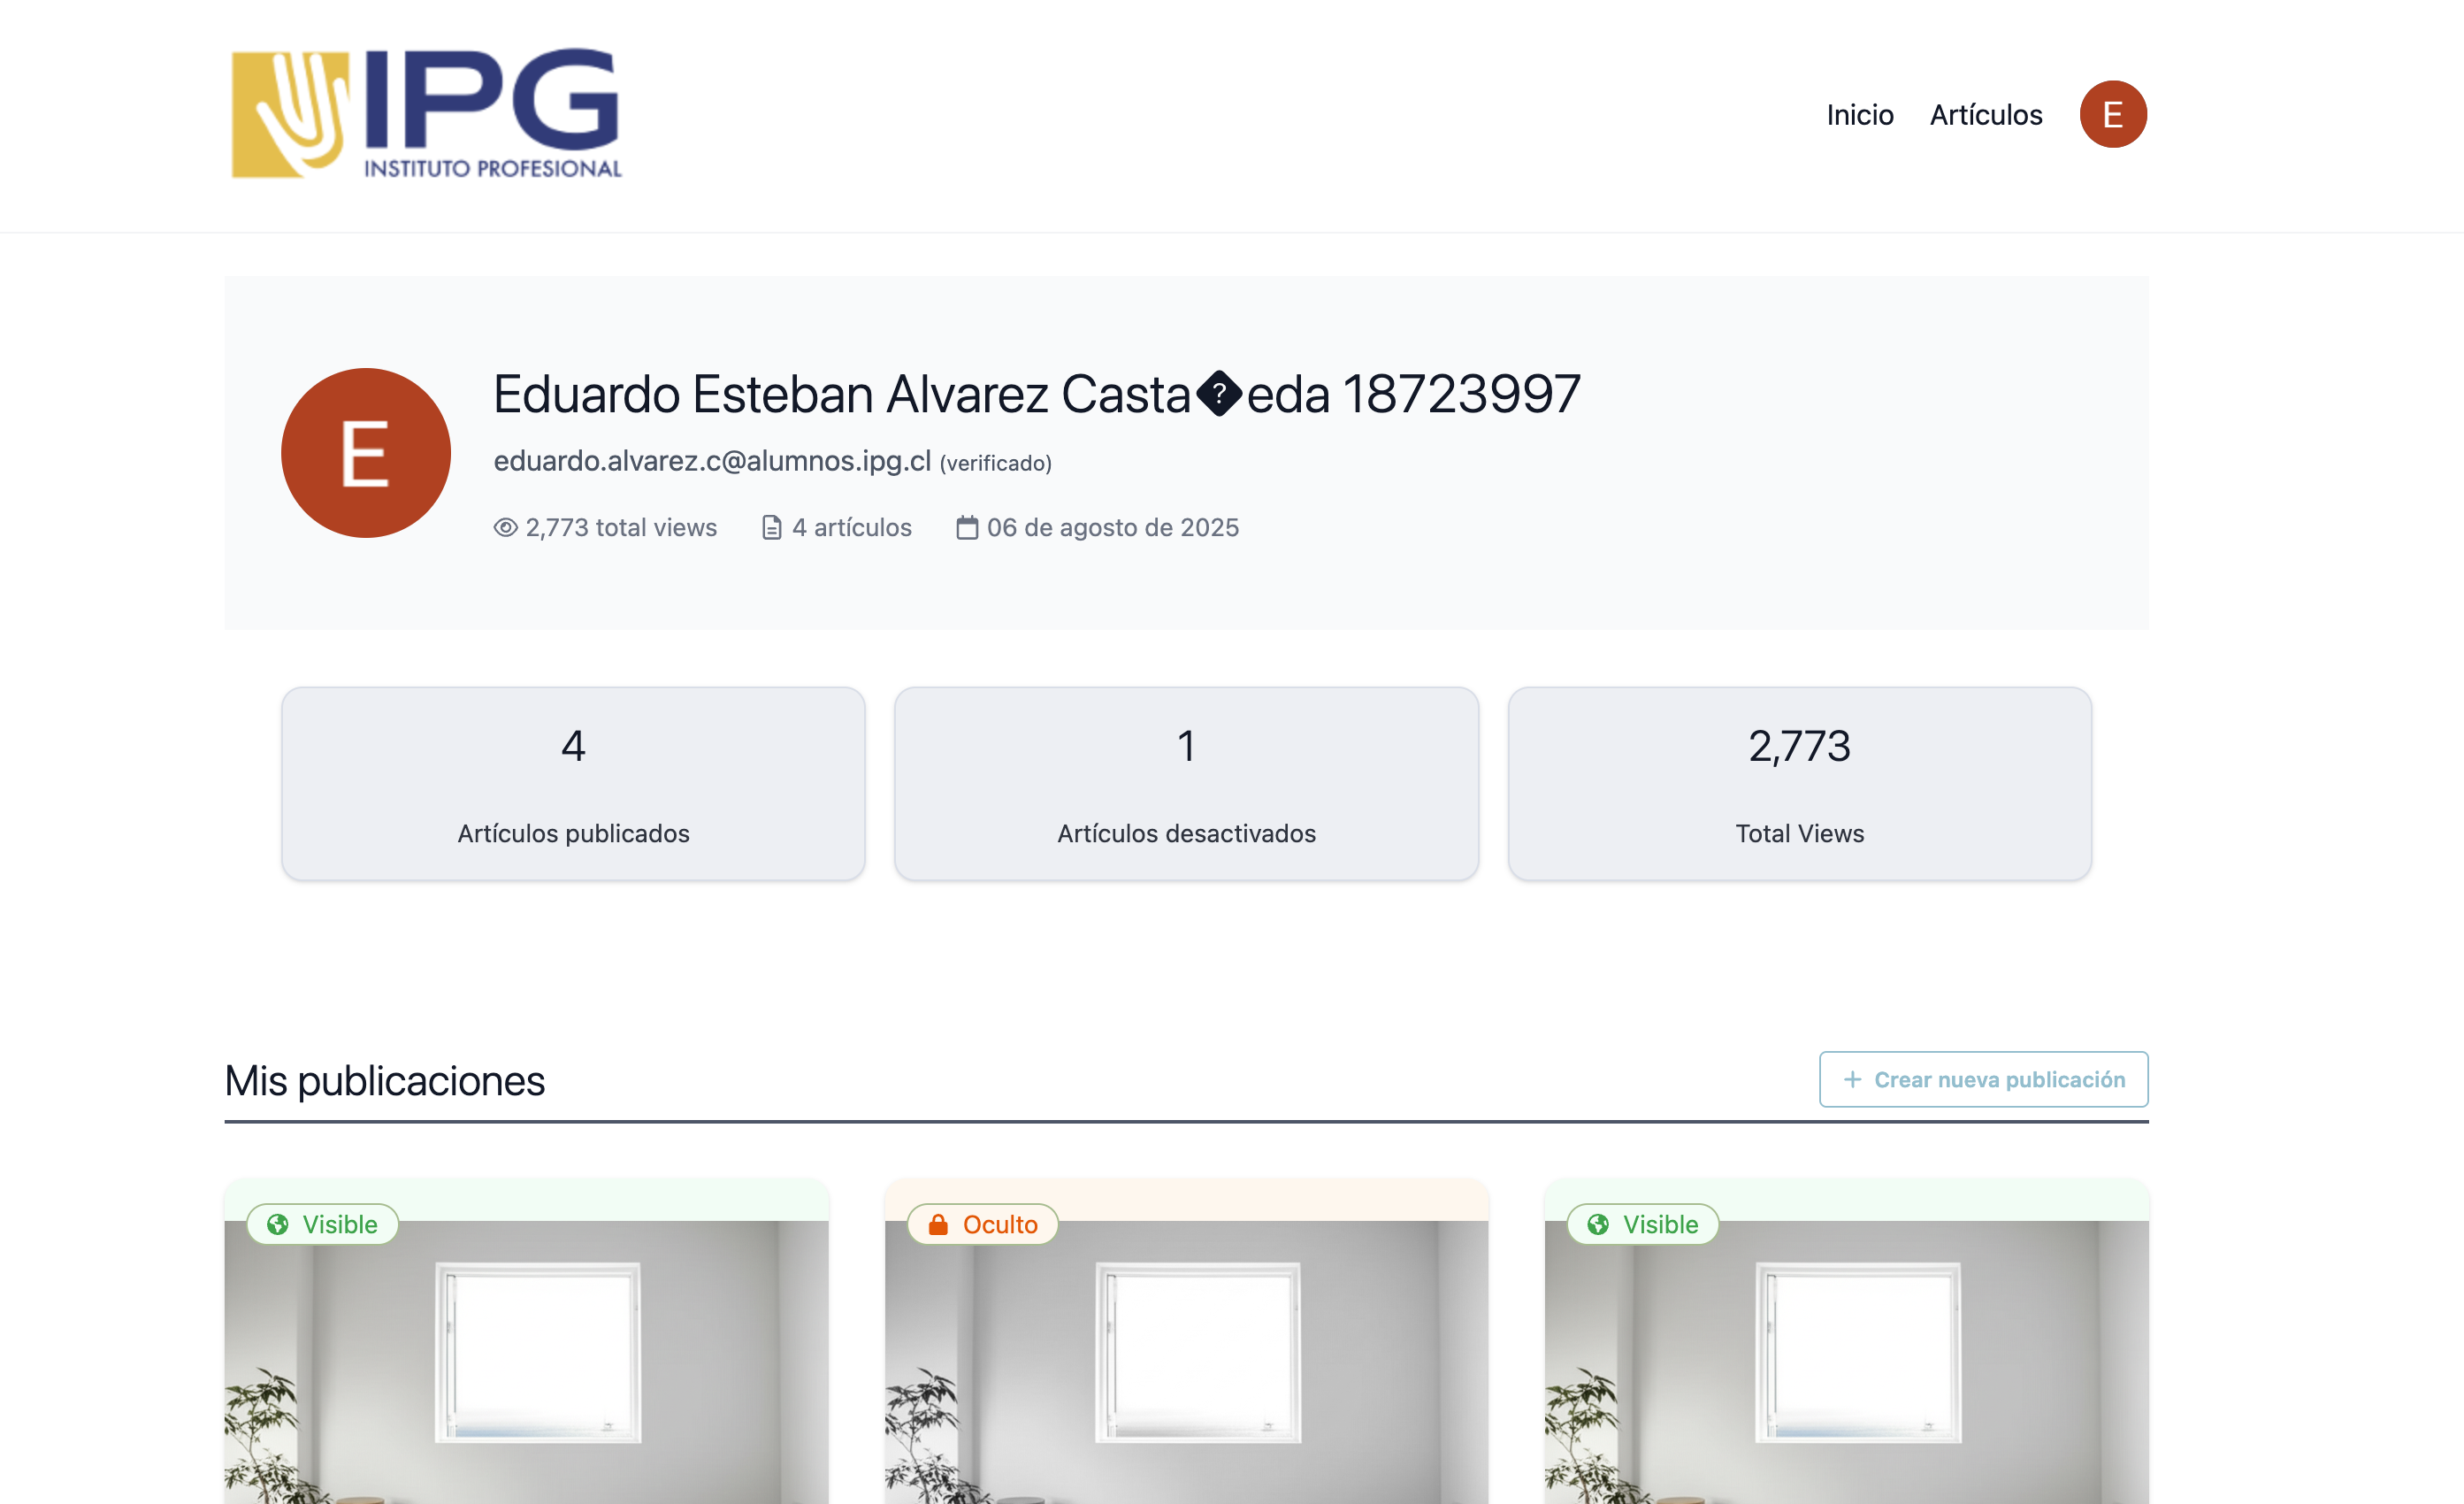 IPG
INSTITUTO PROFESIONAL
Inicio Artículos E
E
Eduardo Esteban Alvarez Casta�eda 18723997
eduardo.alvarez.c@alumnos.ipg.cl (verificado)
2,773 total views 4 artículos 06 de agosto de 2025
4
Artículos publicados
1
Artículos desactivados
2,773
Total Views
Mis publicaciones
+ Crear nueva publicación
Visible
Oculto
Visible